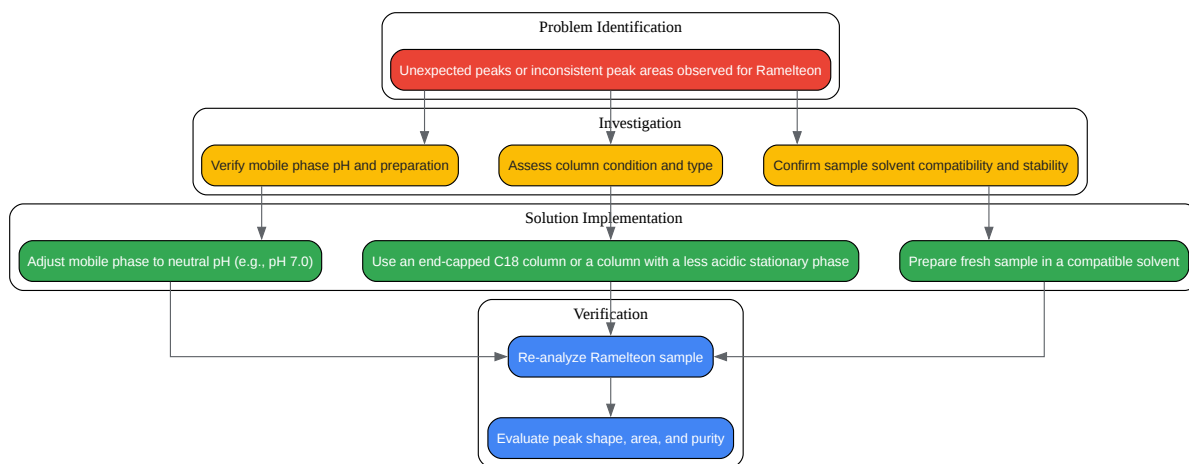 Problem Identification
Unexpected peaks or inconsistent peak areas observed for Ramelteon
Investigation
Verify mobile phase pH and preparation
Assess column condition and type
Confirm sample solvent compatibility and stability
Solution Implementation
Adjust mobile phase to neutral pH (e.g., pH 7.0)
Use an end-capped C18 column or a column with a less acidic stationary phase
Prepare fresh sample in a compatible solvent
Verification
Re-analyze Ramelteon sample
Evaluate peak shape, area, and purity